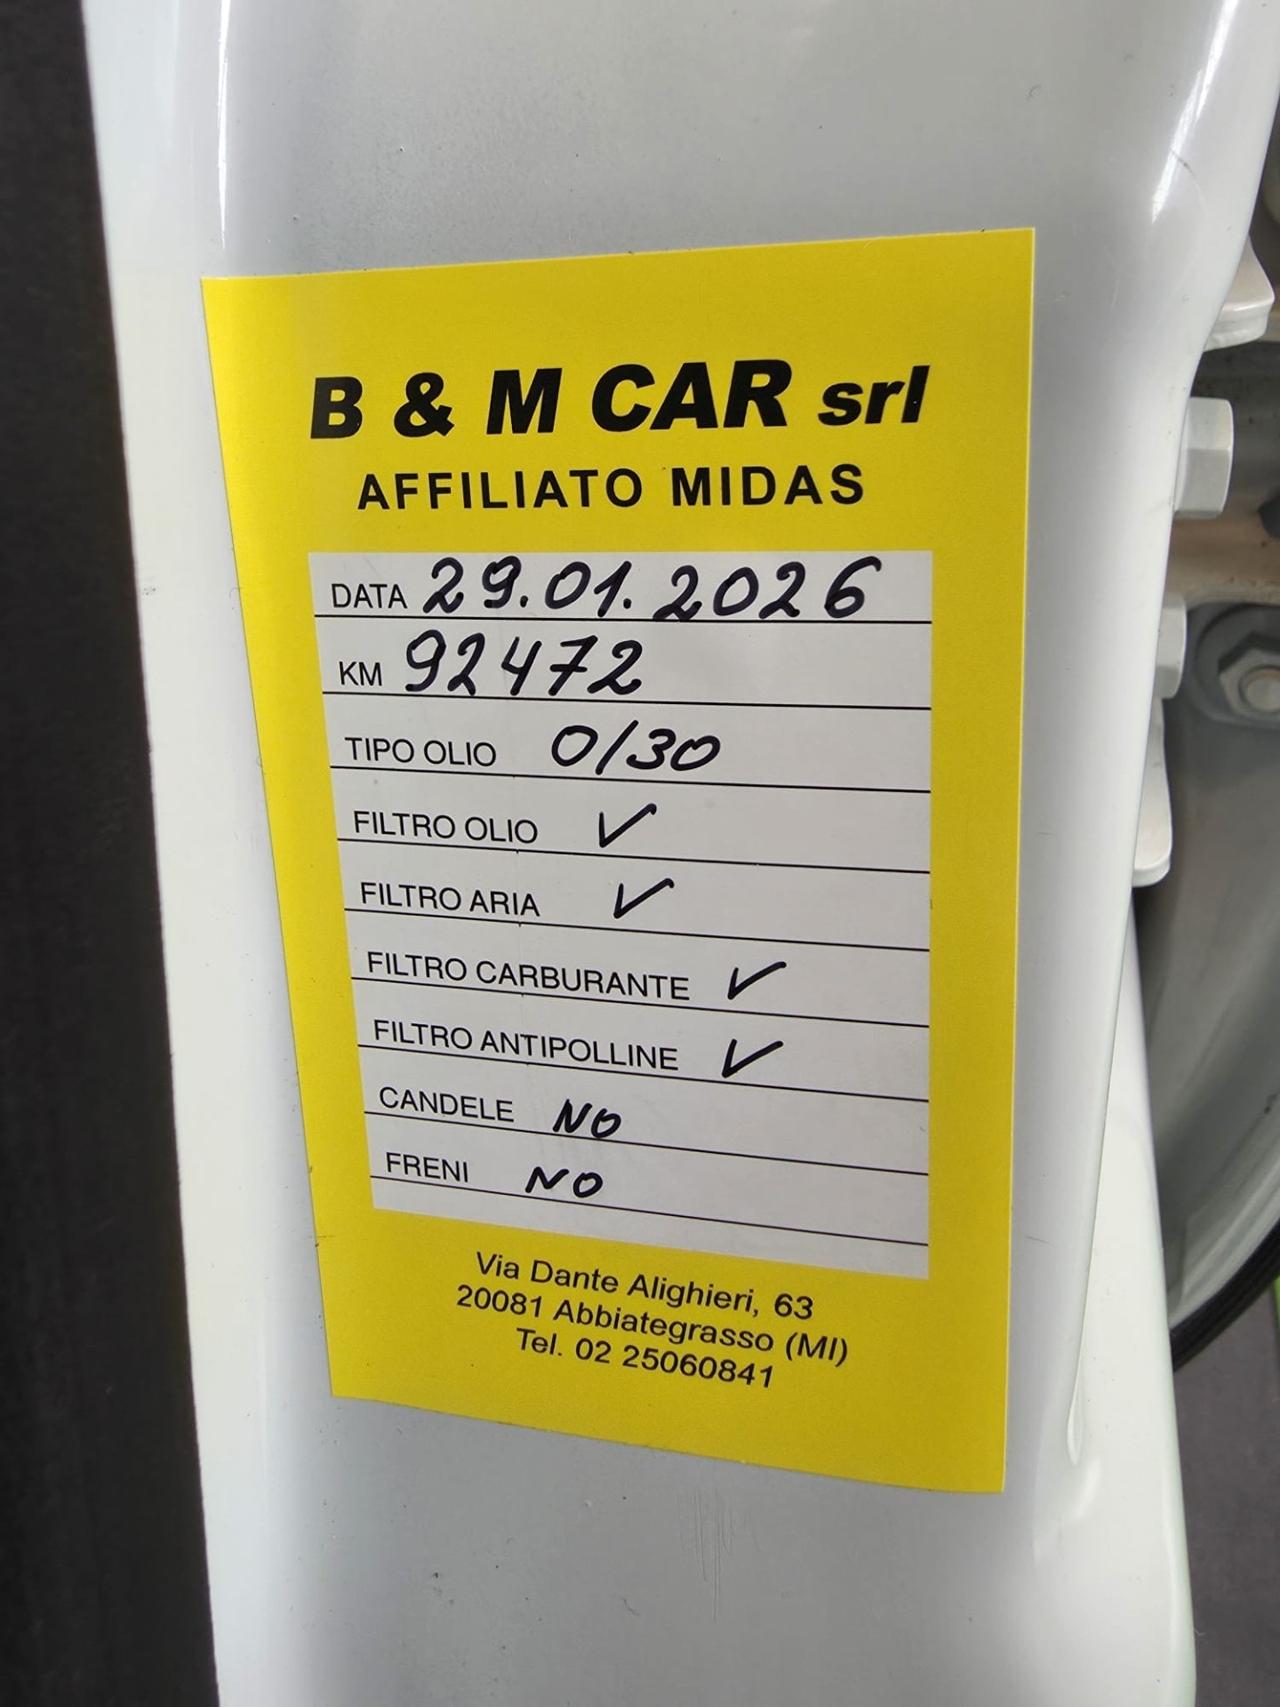 B & M CAR srl
AFFILIATO MIDAS
DATA 29.01.2026
KM 92472
TIPO OLIO 0/30
FILTRO OLIO ✓
FILTRO ARIA ✓
FILTRO CARBURANTE ✓
FILTRO ANTIPOLLINE ✓
CANDELE NO
FRENI NO
Via Dante Alighieri, 63
20081 Abbiategrasso (MI)
Tel. 02 25060841